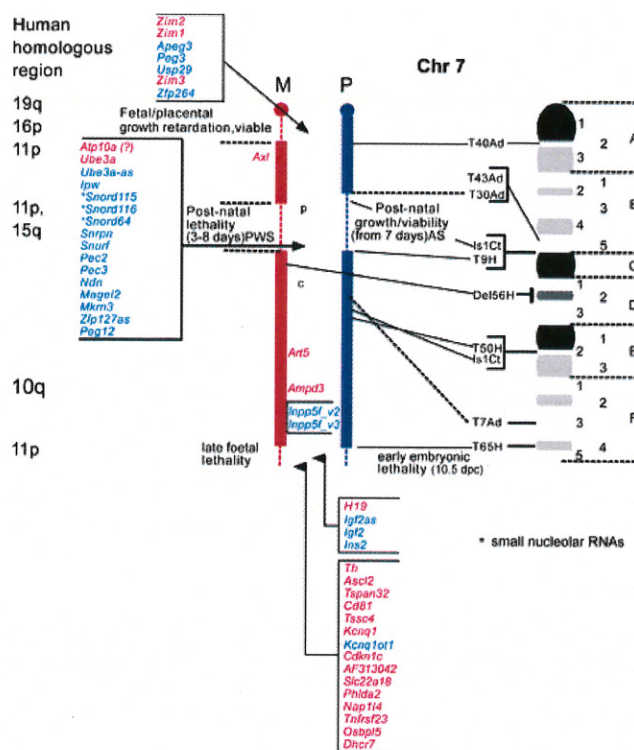 Human
homologous
region
Zim2
Zim1
Apeg3
Peg3
Usp29
Zim3
Zfp264
M
P
Chr 7
19q
16p
11p
11p,
15q
10q
11p
Fetal/placental
growth retardation,viable
Atp10a (?)
Ube3a
Ube3a-as
Ipw
*Snord115
*Snord116
*Snord64
Snrpn
Snurf
Pec2
Pec3
Ndn
Magel2
Mkrn3
Zfp127as
Peg12
Axl
p
Post-natal
lethality
(3-8 days)PWS
Post-natal
growth/viability
(from 7 days)AS
c
Art5
Ampd3
Inpp5f_v2
Inpp5f_v3
late foetal
lethality
early embryonic
lethality (10.5 dpc)
T40Ad
T43Ad
T30Ad
Is1Ct
T9H
Del56H
T50H
Is1Ct
T7Ad
T65H
1
2
3
A
1
2
3
4
5
B
C
1
2
3
D
1
2
3
E
1
2
3
4
5
F
H19
Igf2as
Igf2
Ins2
* small nucleolar RNAs
Th
Ascl2
Tspan32
Cd81
Tssc4
Kcnq1
Kcnq1ot1
Cdkn1c
AF313042
Slc22a18
Phlda2
Nap1l4
Tnfrsf23
Osbpl5
Dhcr7